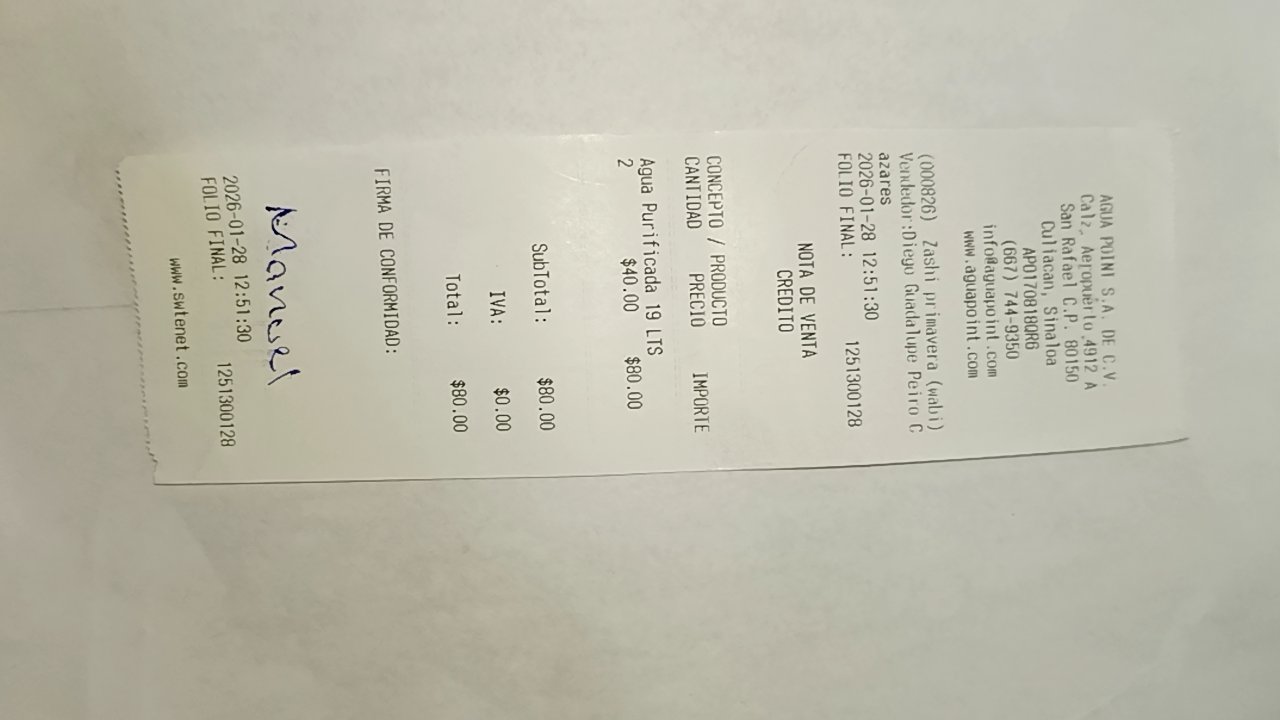 AGUA POINT S.A. DE C.V.
Calz. Aeropuerto 4912 A
San Rafael C.P. 80150
Culiacan, Sinaloa
APO170818QR6
(667) 744-9350
info@aguapoint.com
www.aguapoint.com
(000826) Zashi primavera (wabi)
Vendedor:Diego Guadalupe Peiro C
azares
2026-01-28 12:51:30
FOLIO FINAL: 1251300128
NOTA DE VENTA
CREDITO
CONCEPTO / PRODUCTO
CANTIDAD PRECIO IMPORTE
Agua Purificada 19 LTS
2 $40.00 $80.00
SubTotal: $80.00
IVA: $0.00
Total: $80.00
FIRMA DE CONFORMIDAD:
Manuel
2026-01-28 12:51:30
FOLIO FINAL: 1251300128
www.swtenet.com